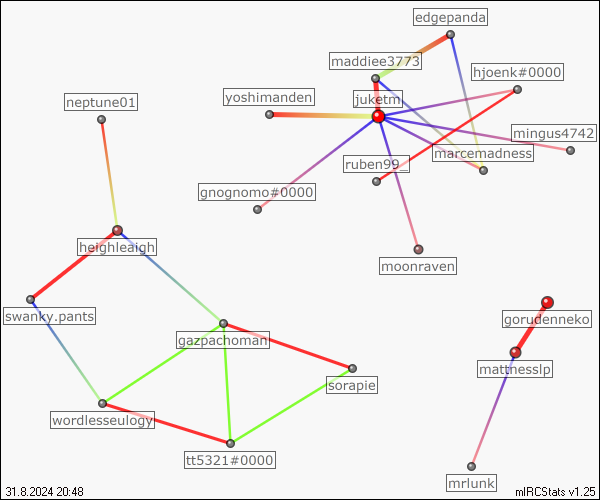 edgepanda
maddiee3773
hjoenk#0000
neptune01
yoshimanden
juketm
mingus4742
marcemadness
ruben99_
gnognomo#0000
heighleaigh
moonraven
swanky.pants
gorudenneko
gazpachoman
mattnesslp
sorapie
wordlesseulogy
tt5321#0000
mrlunk
31.8.2024 20:48
mIRCStats v1.25